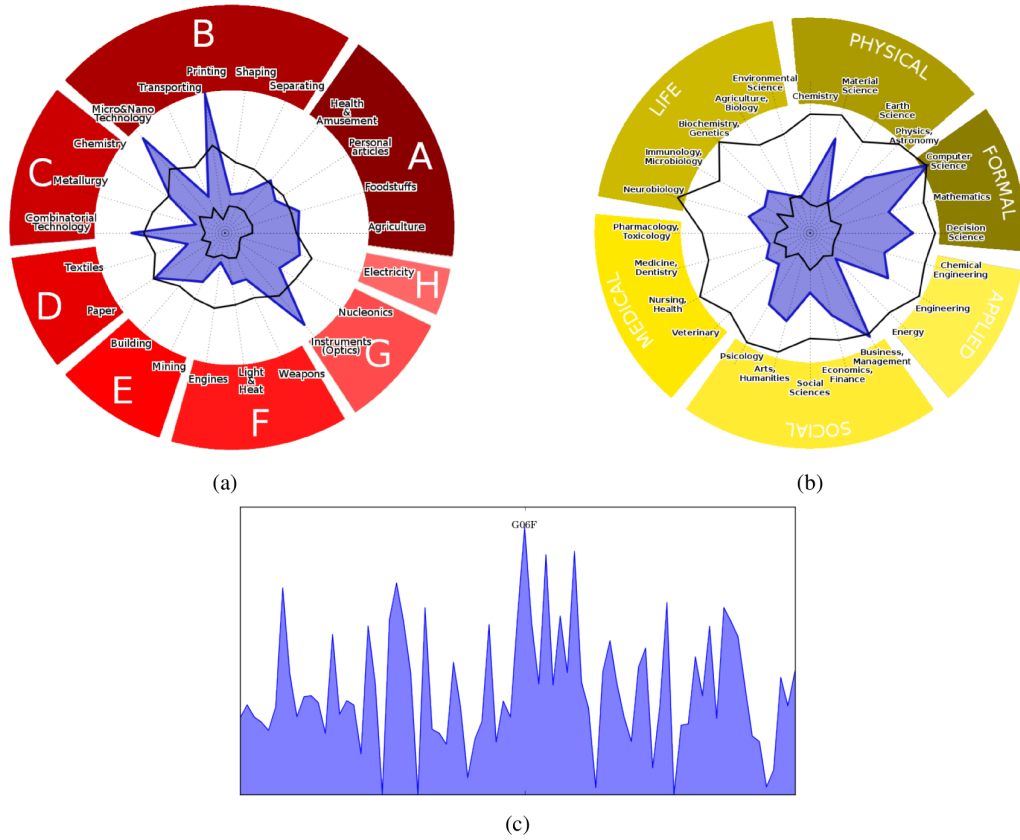 B
Printing
Shaping
Transporting
Separating
Micro&Nano
Technology
Health
&
Amusement
Chemistry
Personal
articles
A
C
Metallurgy
Foodstuffs
Combinatorial
Technology
Agriculture
Textiles
Electricity
H
D
Paper
Nucleonics
Building
Instruments
(Optics)
G
Mining
Engines
Light
&
Heat
Weapons
E
F
(a)
PHYSICAL
LIFE
Environmental
Science
Material
Science
Chemistry
Agriculture,
Biology
Earth
Science
Biochemistry,
Genetics
Physics,
Astronomy
FORMAL
Immunology,
Microbiology
Computer Science
Neurobiology
Mathematics
Pharmacology,
Toxicology
Decision
Science
Medicine,
Dentistry
Chemical
Engineering
Nursing,
Health
Engineering
APPLIED
MEDICAL
Veterinary
Energy
Psicology
Business,
Management
Arts,
Humanities
Economics,
Finance
Social
Sciences
SOCIAL
(b)
G06F
(c)